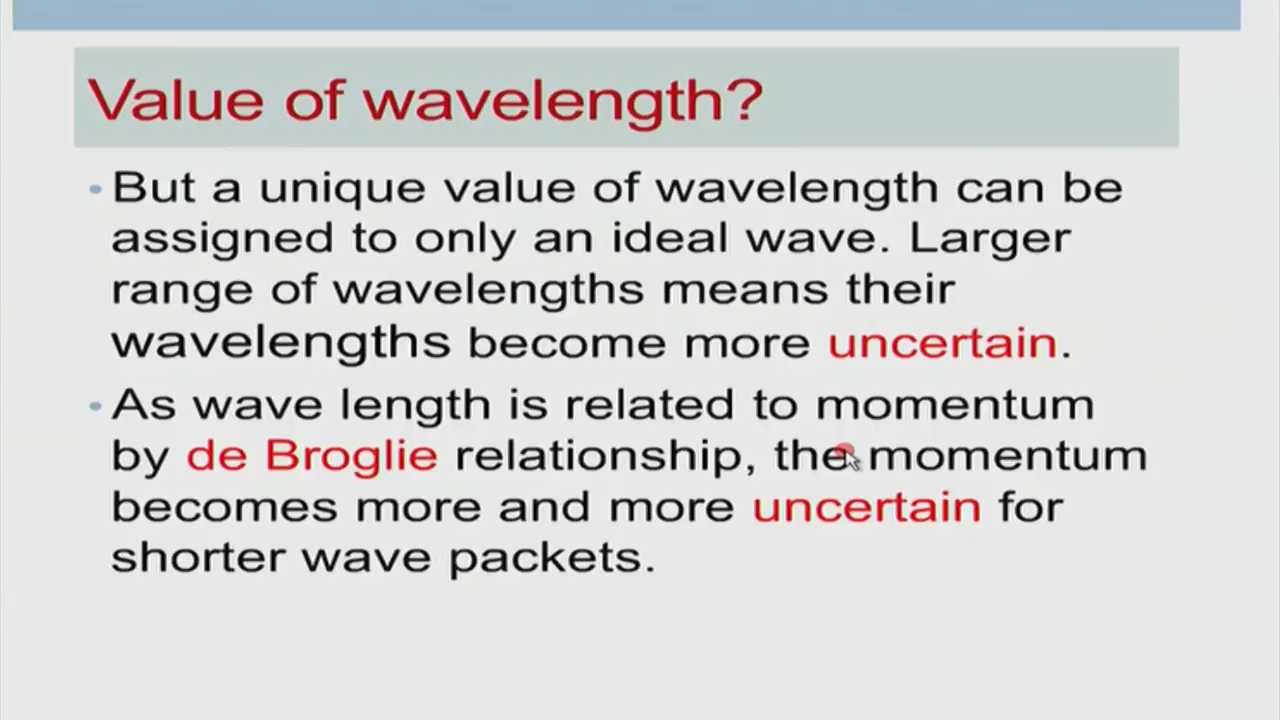 Value of wavelength?
• But a unique value of wavelength can be
assigned to only an ideal wave. Larger
range of wavelengths means their
wavelengths become more uncertain.
• As wave length is related to momentum
by de Broglie relationship, the momentum
becomes more and more uncertain for
shorter wave packets.